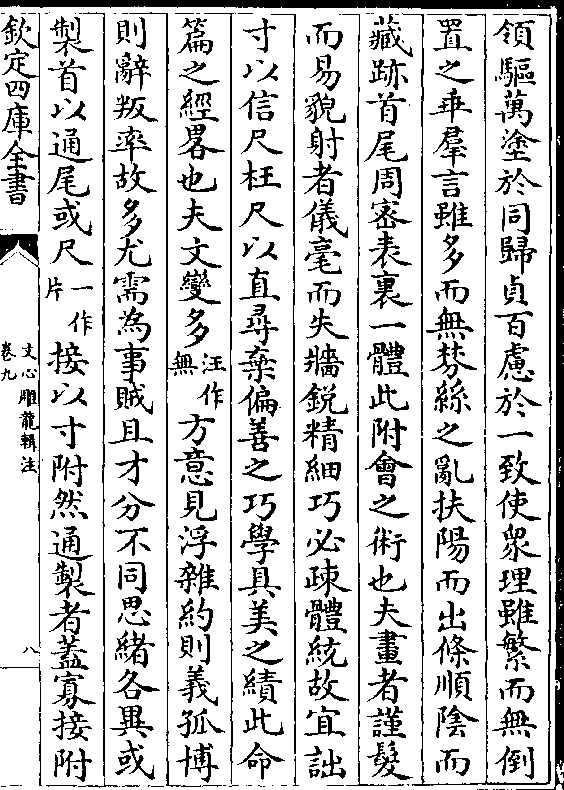 領驅萬塗於同歸貞百慮於一致使衆理雖繁而無倒
置之乖羣言雖多而無棼絲之亂扶陽而出條順陰而
藏跡首尾周密表裏一體此附會之術也夫畫者謹髮
而易貌射者儀毫而失牆銳精細巧必疎體統故宜詘
寸以信尺枉尺以直尋棄偏善之巧學具美之績此命
篇之經畧也夫文變多汪作無方意見浮雜約則義孤博
則辭叛率故多尤需為事賊且才分不同思緒各異或
製首以通尾或尺一作片接以寸附然通製者蓋寡接附
欽定四庫全書
文心雕龍輯注
卷九
八